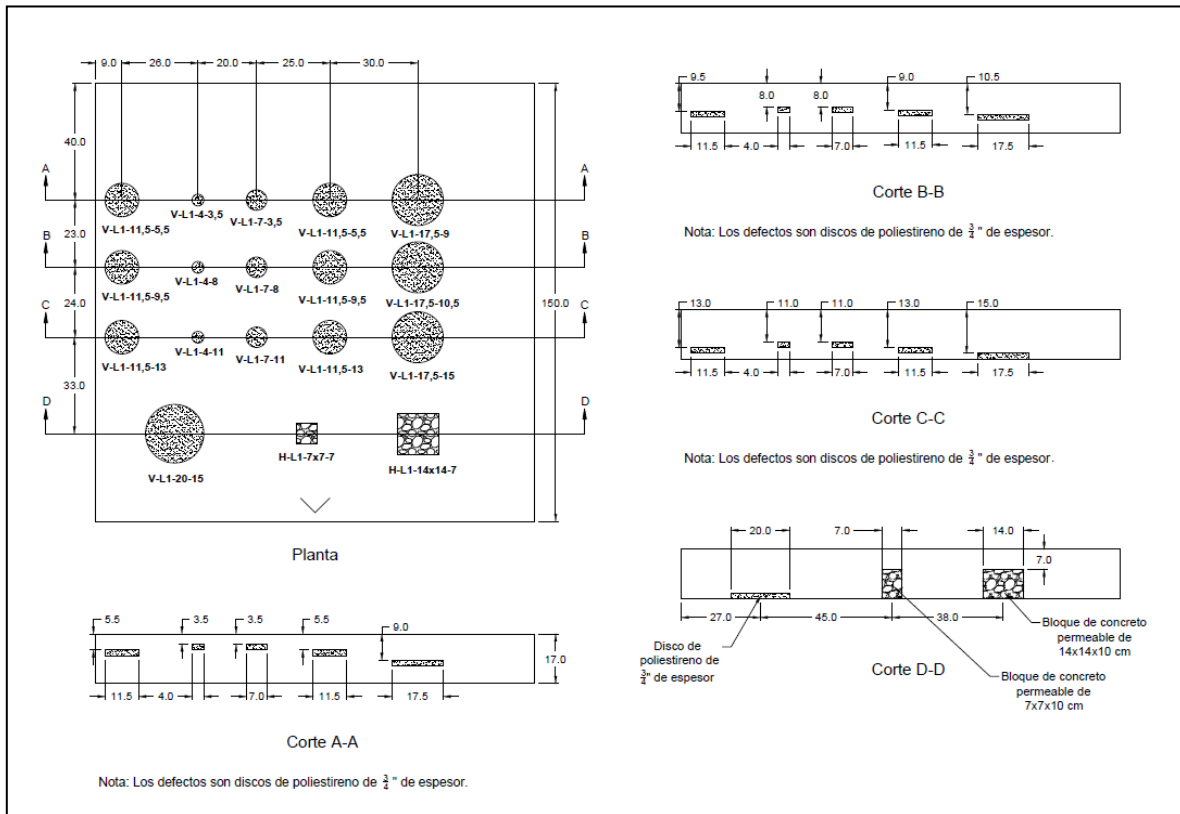 9.0 26.0 20.0 25.0 30.0
40.0
A A
V-L1-11,5-5,5 V-L1-4-3,5 V-L1-7-3,5 V-L1-11,5-5,5 V-L1-17,5-9
23.0
B B
V-L1-11,5-9,5 V-L1-4-8 V-L1-7-8 V-L1-11,5-9,5 V-L1-17,5-10,5
24.0 150.0
C C
V-L1-11,5-13 V-L1-4-11 V-L1-7-11 V-L1-11,5-13 V-L1-17,5-15
33.0
D D
V-L1-20-15 H-L1-7x7-7 H-L1-14x14-7
Planta
5.5 3.5 3.5 5.5 9.0
17.0
11.5 4.0 7.0 11.5 17.5
Corte A-A
Nota: Los defectos son discos de poliestireno de 3/4 " de espesor.
9.5 8.0 8.0 9.0 10.5
11.5 4.0 7.0 11.5 17.5
Corte B-B
Nota: Los defectos son discos de poliestireno de 3/4 " de espesor.
13.0 11.0 11.0 13.0 15.0
11.5 4.0 7.0 11.5 17.5
Corte C-C
Nota: Los defectos son discos de poliestireno de 3/4 " de espesor.
20.0 7.0 14.0
7.0
27.0 45.0 38.0
Disco de
poliestireno de
3/4 " de espesor
Bloque de concreto
permeable de
14x14x10 cm
Corte D-D
Bloque de concreto
permeable de
7x7x10 cm